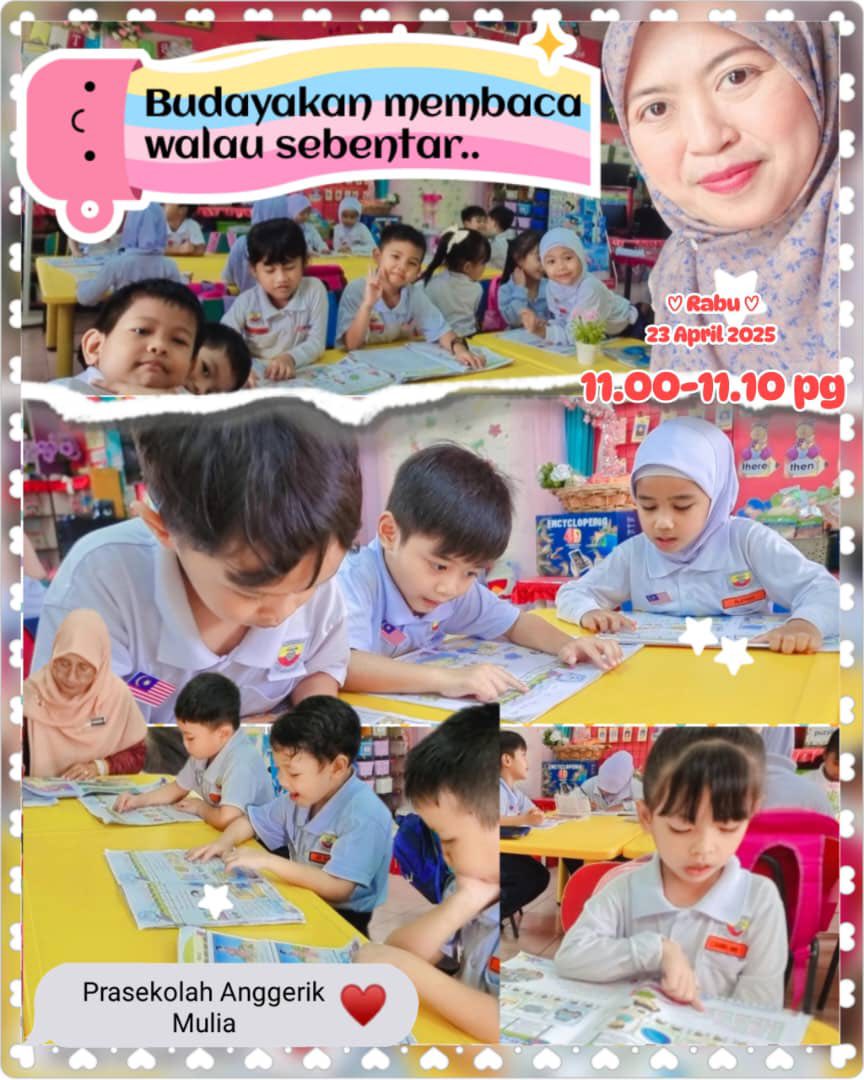 Budayakan membaca
walau sebentar..
♡ Rabu ♡
23 April 2025
11.00-11.10 pg
there
then
ENCYCLOPEDIA
4D
Prasekolah Anggerik
Mulia